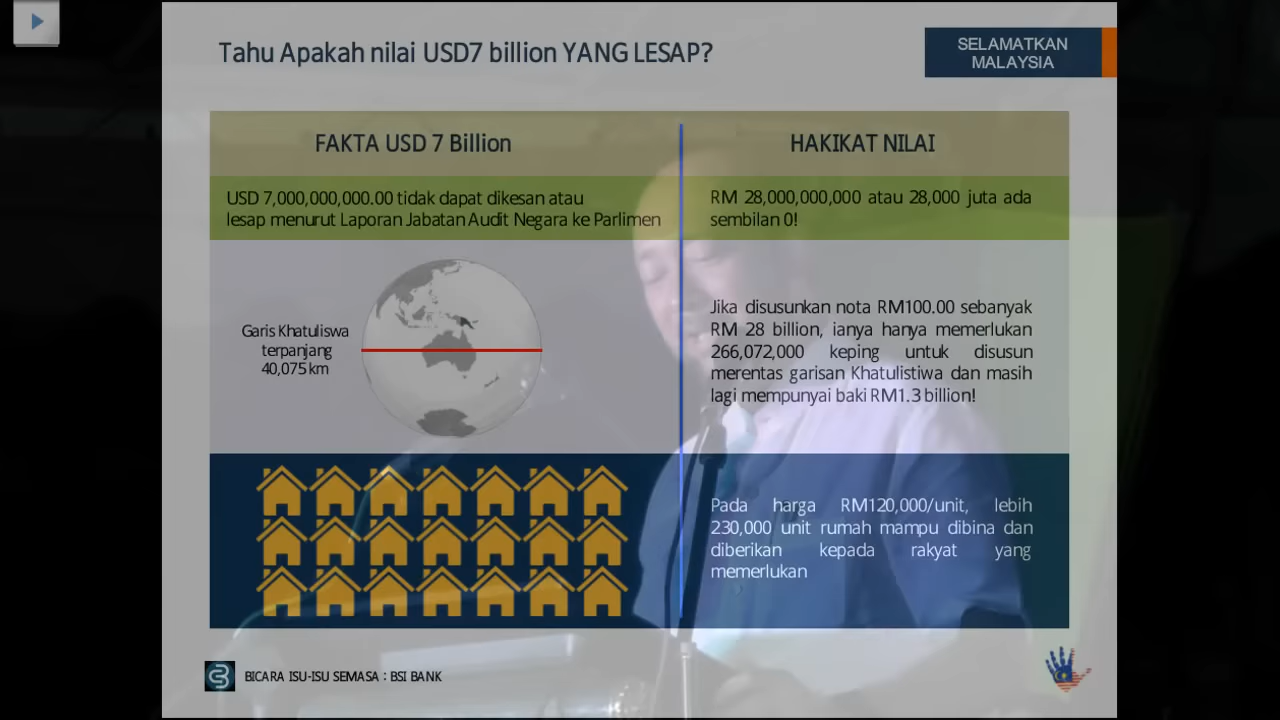 Tahu Apakah nilai USD7 billion YANG LESAP?
SELAMATKAN
MALAYSIA
FAKTA USD 7 Billion
HAKIKAT NILAI
USD 7,000,000,000.00 tidak dapat dikesan atau
lesap menurut Laporan Jabatan Audit Negara ke Parlimen
RM 28,000,000,000 atau 28,000 juta ada
sembilan 0!
Garis Khatuliswa
terpanjang
40,075 km
Jika disusunkan nota RM100.00 sebanyak
RM 28 billion, ianya hanya memerlukan
266,072,000 keping untuk disusun
merentas garisan Khatulistiwa dan masih
lagi mempunyai baki RM1.3 billion!
Pada harga RM120,000/unit, lebih
230,000 unit rumah mampu dibina dan
diberikan kepada rakyat yang
memerlukan
BICARA ISU-ISU SEMASA : BSI BANK